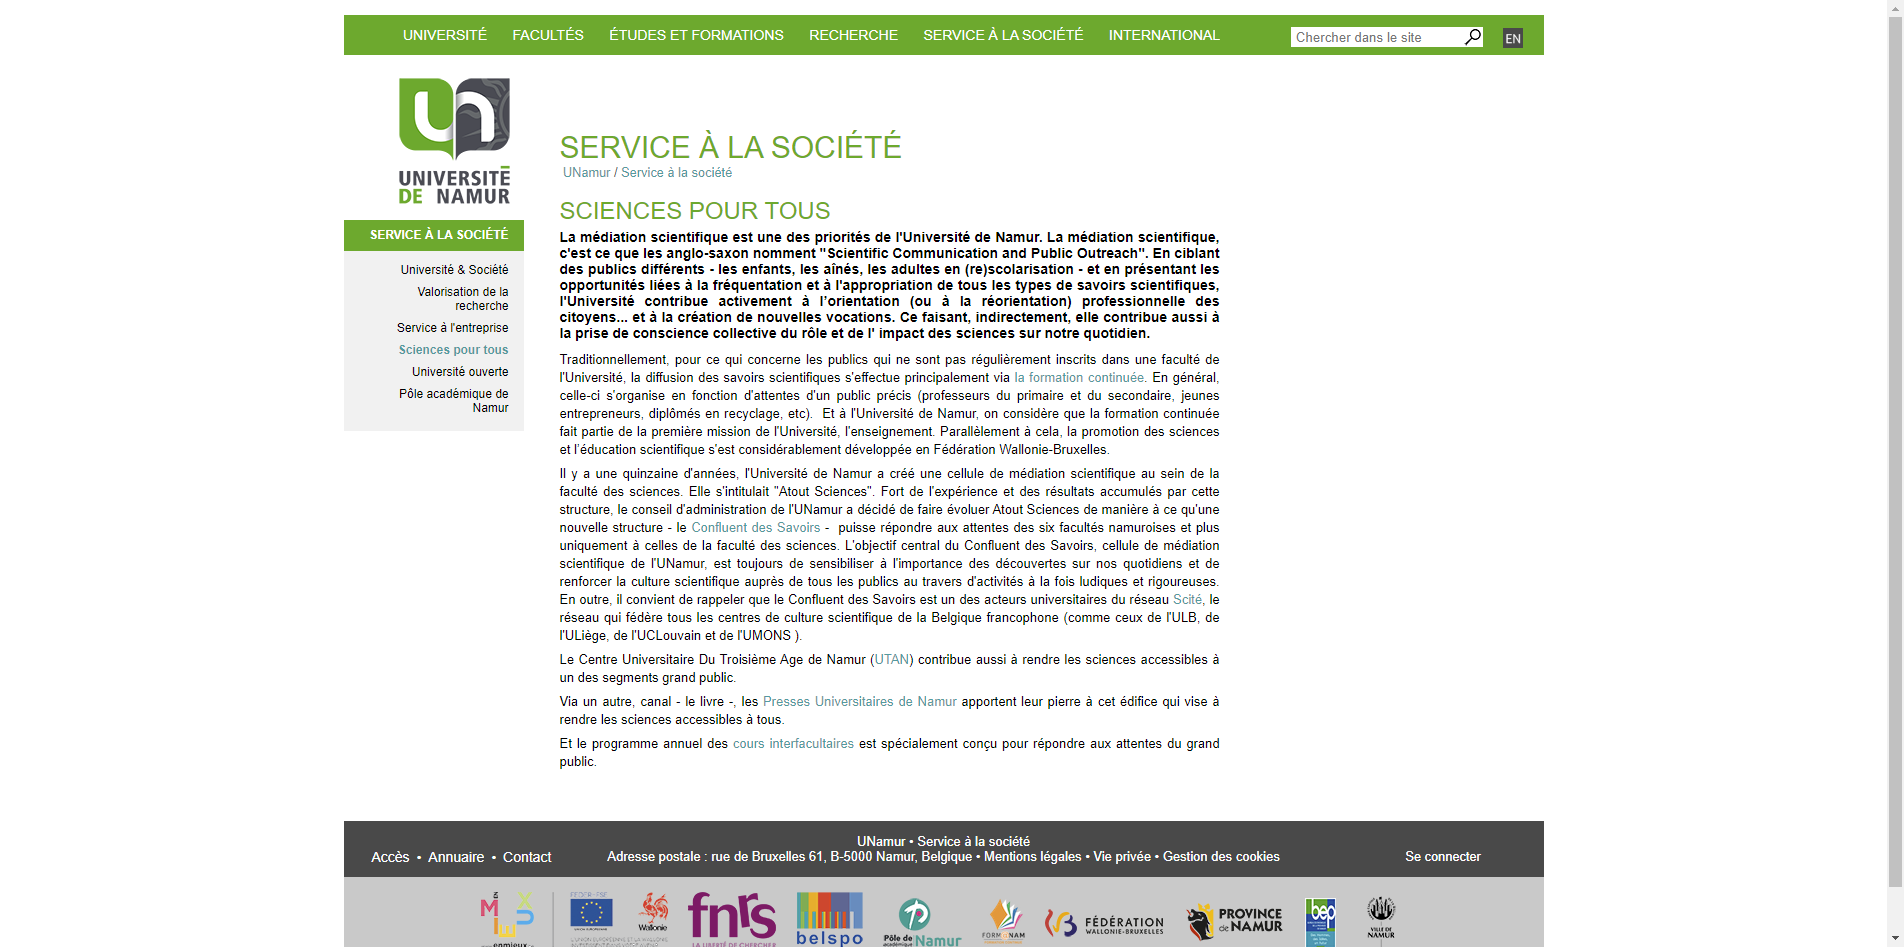 UNIVERSITÉ FACULTÉS ÉTUDES ET FORMATIONS RECHERCHE SERVICE À LA SOCIÉTÉ INTERNATIONAL Chercher dans le site EN
UNIVERSITÉ
DE NAMUR
SERVICE À LA SOCIÉTÉ
Université & Société
Valorisation de la
recherche
Service à l'entreprise
Sciences pour tous
Université ouverte
Pôle académique de
Namur
SERVICE À LA SOCIÉTÉ
UNamur / Service à la société
SCIENCES POUR TOUS
La médiation scientifique est une des priorités de l'Université de Namur. La médiation scientifique,
c'est ce que les anglo-saxon nomment "Scientific Communication and Public Outreach". En ciblant
des publics différents - les enfants, les aînés, les adultes en (re)scolarisation - et en présentant les
opportunités liées à la fréquentation et à l'appropriation de tous les types de savoirs scientifiques,
l'Université contribue activement à l'orientation (ou à la réorientation) professionnelle des
citoyens... et à la création de nouvelles vocations. Ce faisant, indirectement, elle contribue aussi à
la prise de conscience collective du rôle et de l' impact des sciences sur notre quotidien.
Traditionnellement, pour ce qui concerne les publics qui ne sont pas régulièrement inscrits dans une faculté de
l'Université, la diffusion des savoirs scientifiques s'effectue principalement via la formation continuée. En général,
celle-ci s'organise en fonction d'attentes d'un public précis (professeurs du primaire et du secondaire, jeunes
entrepreneurs, diplômés en recyclage, etc). Et à l'Université de Namur, on considère que la formation continuée
fait partie de la première mission de l'Université, l'enseignement. Parallèlement à cela, la promotion des sciences
et l'éducation scientifique s'est considérablement développée en Fédération Wallonie-Bruxelles.
Il y a une quinzaine d'années, l'Université de Namur a créé une cellule de médiation scientifique au sein de la
faculté des sciences. Elle s'intitulait "Atout Sciences". Fort de l'expérience et des résultats accumulés par cette
structure, le conseil d'administration de l'UNamur a décidé de faire évoluer Atout Sciences de manière à ce qu'une
nouvelle structure - le Confluent des Savoirs - puisse répondre aux attentes des six facultés namuroises et plus
uniquement à celles de la faculté des sciences. L'objectif central du Confluent des Savoirs, cellule de médiation
scientifique de l'UNamur, est toujours de sensibiliser à l'importance des découvertes sur nos quotidiens et de
renforcer la culture scientifique auprès de tous les publics au travers d'activités à la fois ludiques et rigoureuses.
En outre, il convient de rappeler que le Confluent des Savoirs est un des acteurs universitaires du réseau Scité, le
réseau qui fédère tous les centres de culture scientifique de la Belgique francophone (comme ceux de l'ULB, de
l'ULiège, de l'UCLouvain et de l'UMONS ).
Le Centre Universitaire Du Troisième Age de Namur (UTAN) contribue aussi à rendre les sciences accessibles à
un des segments grand public.
Via un autre, canal - le livre -, les Presses Universitaires de Namur apportent leur pierre à cet édifice qui vise à
rendre les sciences accessibles à tous.
Et le programme annuel des cours interfacultaires est spécialement conçu pour répondre aux attentes du grand
public.
UNamur • Service à la société
Accès • Annuaire • Contact
Adresse postale : rue de Bruxelles 61, B-5000 Namur, Belgique • Mentions légales • Vie privée • Gestion des cookies
Se connecter
EN MIEUX
enmieux
FEDER-FSE
Wallonie
fnrs
LA LIBERTÉ DE CHERCHER
belspo
Pôle de
académique Namur
FORMANAM
FÉDÉRATION
WALLONIE-BRUXELLES
PROVINCE
DE NAMUR
bep
VILLE DE
NAMUR